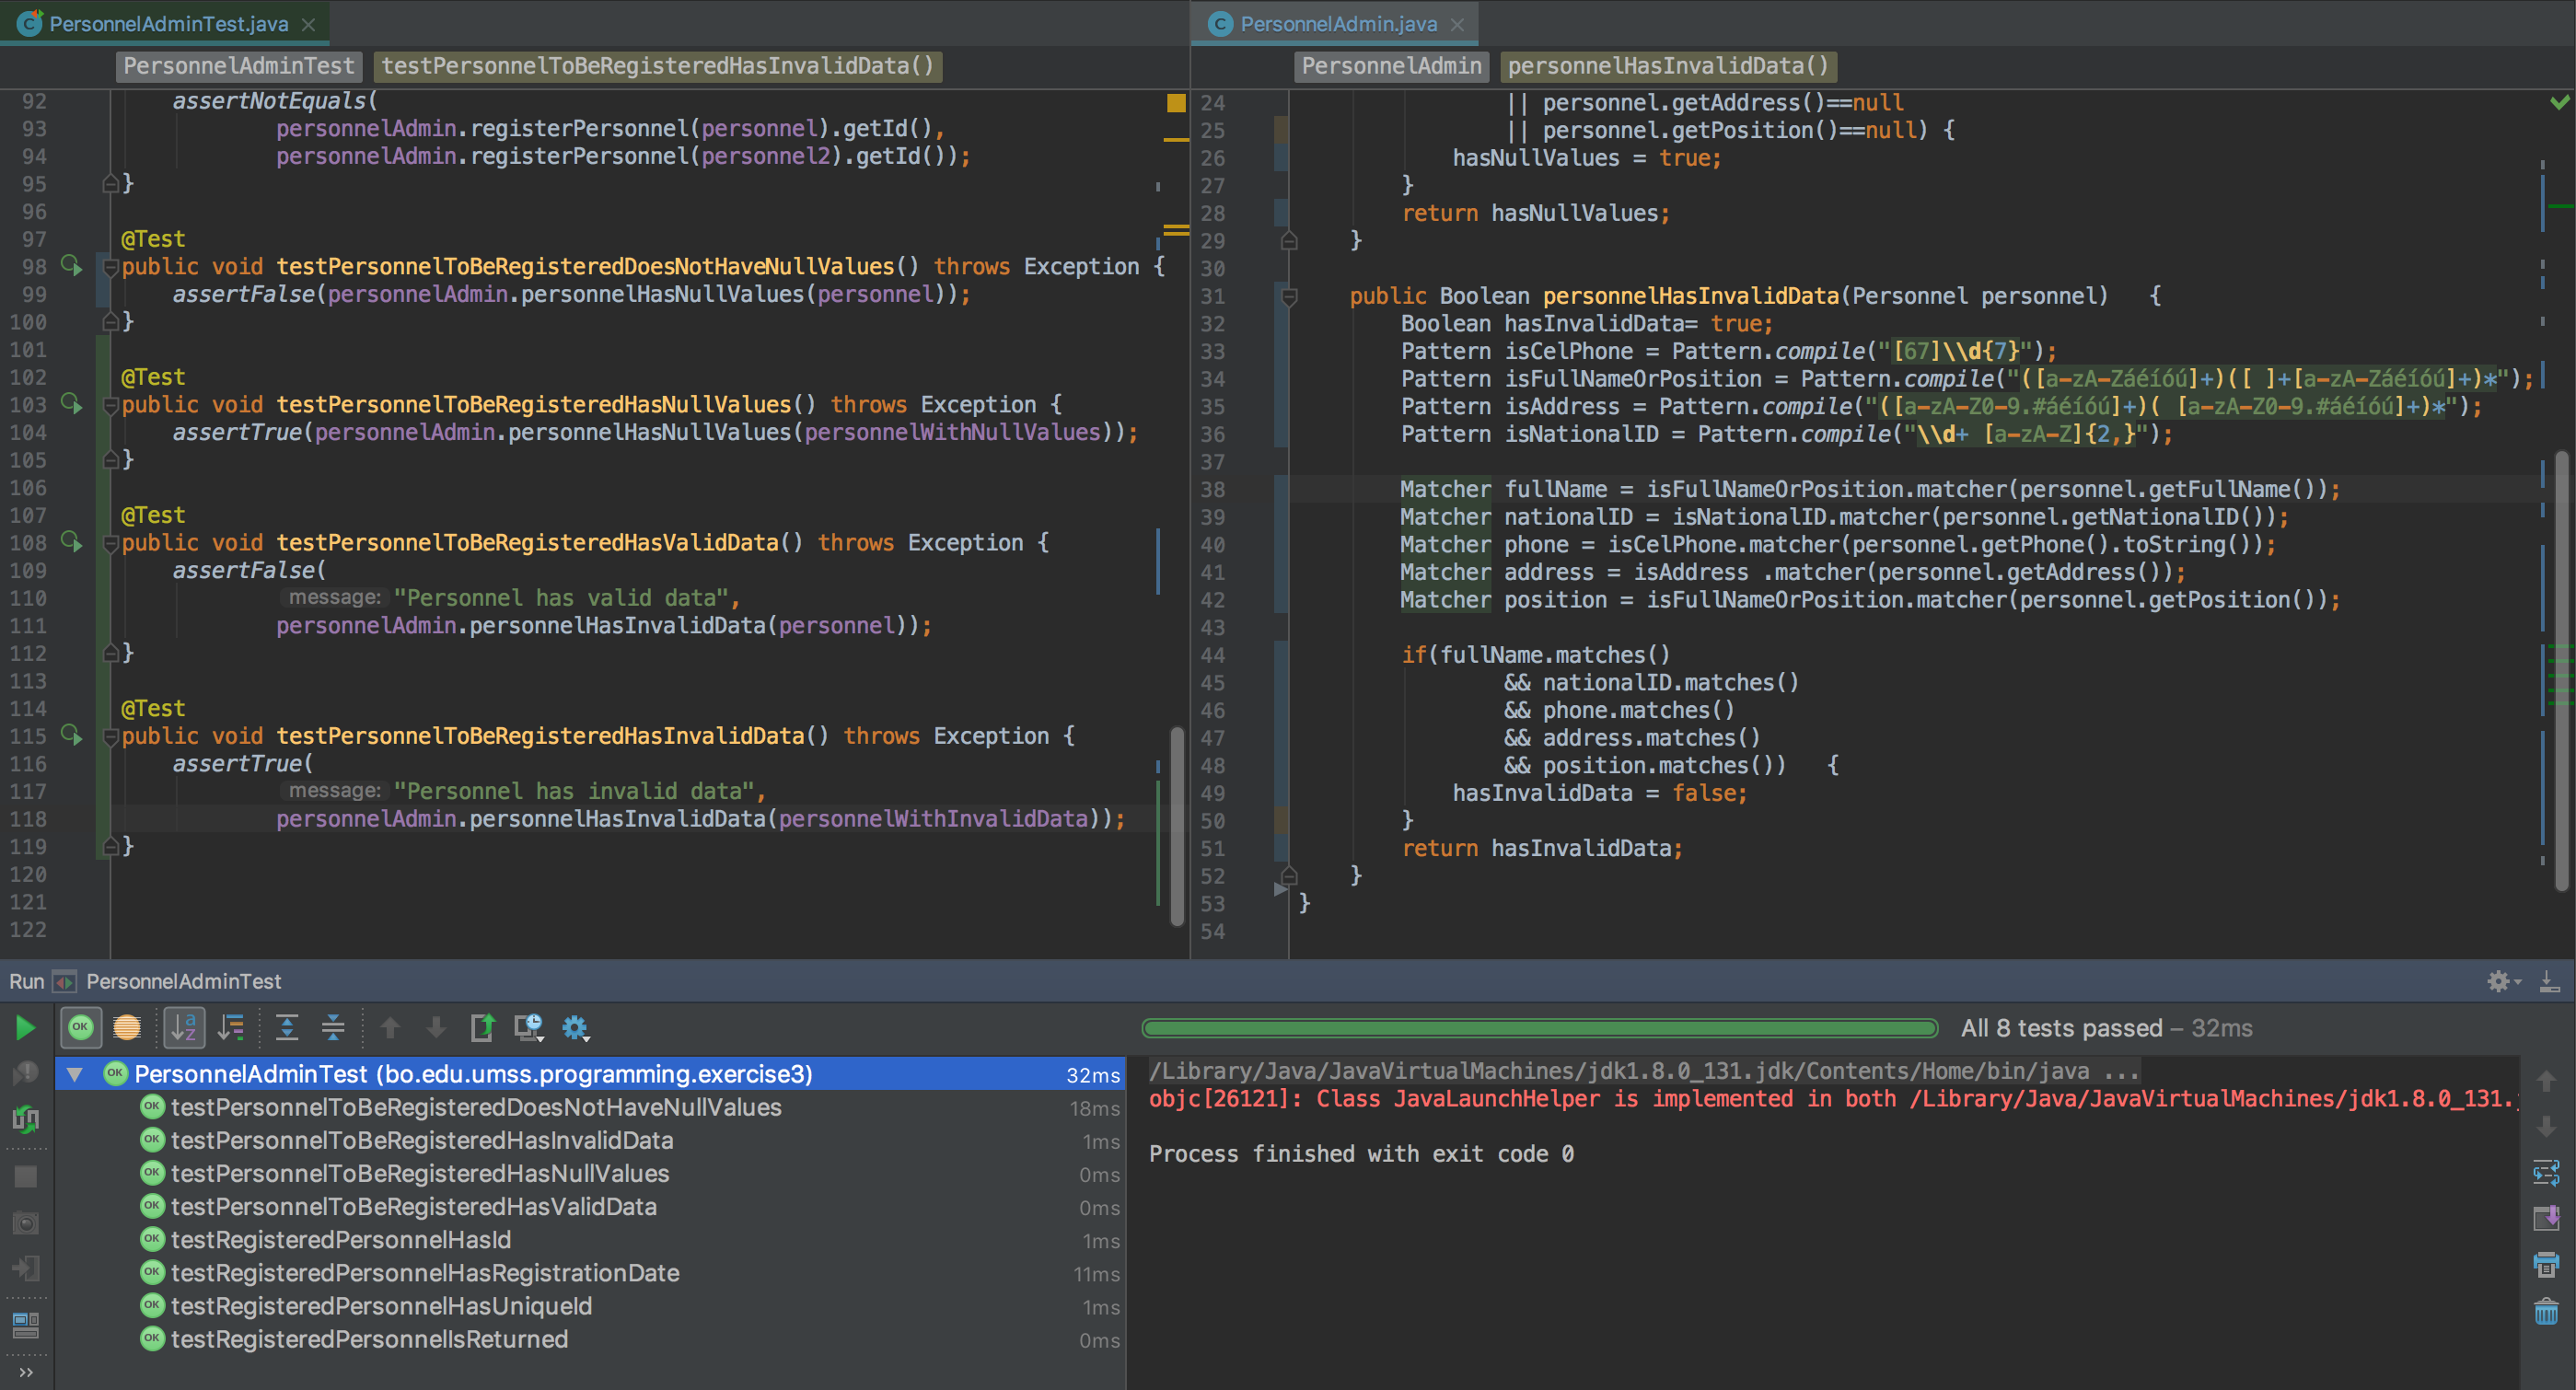 PersonnelAdminTest.java
PersonnelAdminTest testPersonnelToBeRegisteredHasInvalidData()
92 assertNotEquals(
93 personnelAdmin.registerPersonnel(personnel).getId(),
94 personnelAdmin.registerPersonnel(personnel2).getId());
95 }
96
97 @Test
98 public void testPersonnelToBeRegisteredDoesNotHaveNullValues() throws Exception {
99 assertFalse(personnelAdmin.personnelHasNullValues(personnel));
100 }
101
102 @Test
103 public void testPersonnelToBeRegisteredHasNullValues() throws Exception {
104 assertTrue(personnelAdmin.personnelHasNullValues(personnelWithNullValues));
105 }
106
107 @Test
108 public void testPersonnelToBeRegisteredHasValidData() throws Exception {
109 assertFalse(
110 message: "Personnel has valid data",
111 personnelAdmin.personnelHasInvalidData(personnel));
112 }
113
114 @Test
115 public void testPersonnelToBeRegisteredHasInvalidData() throws Exception {
116 assertTrue(
117 message: "Personnel has invalid data",
118 personnelAdmin.personnelHasInvalidData(personnelWithInvalidData));
119 }
120
121
122
PersonnelAdmin.java
PersonnelAdmin personnelHasInvalidData()
24 || personnel.getAddress()==null
25 || personnel.getPosition()==null) {
26 hasNullValues = true;
27 }
28 return hasNullValues;
29 }
30
31 public Boolean personnelHasInvalidData(Personnel personnel) {
32 Boolean hasInvalidData= true;
33 Pattern isCelPhone = Pattern.compile("[67]\\d{7}");
34 Pattern isFullNameOrPosition = Pattern.compile("([a-zA-Záéíóú]+)([ ]+[a-zA-Záéíóú]+)*");
35 Pattern isAddress = Pattern.compile("([a-zA-Z0-9.#áéíóú]+)( [a-zA-Z0-9.#áéíóú]+)*");
36 Pattern isNationalID = Pattern.compile("\\d+ [a-zA-Z]{2,}");
37
38 Matcher fullName = isFullNameOrPosition.matcher(personnel.getFullName());
39 Matcher nationalID = isNationalID.matcher(personnel.getNationalID());
40 Matcher phone = isCelPhone.matcher(personnel.getPhone().toString());
41 Matcher address = isAddress .matcher(personnel.getAddress());
42 Matcher position = isFullNameOrPosition.matcher(personnel.getPosition());
43
44 if(fullName.matches()
45 && nationalID.matches()
46 && phone.matches()
47 && address.matches()
48 && position.matches()) {
49 hasInvalidData = false;
50 }
51 return hasInvalidData;
52 }
53 }
54
Run PersonnelAdminTest
All 8 tests passed – 32ms
OK PersonnelAdminTest (bo.edu.umss.programming.exercise3) 32ms
OK testPersonnelToBeRegisteredDoesNotHaveNullValues 18ms
OK testPersonnelToBeRegisteredHasInvalidData 1ms
OK testPersonnelToBeRegisteredHasNullValues 0ms
OK testPersonnelToBeRegisteredHasValidData 0ms
OK testRegisteredPersonnelHasId 1ms
OK testRegisteredPersonnelHasRegistrationDate 11ms
OK testRegisteredPersonnelHasUniqueId 1ms
OK testRegisteredPersonnelIsReturned 0ms
/Library/Java/JavaVirtualMachines/jdk1.8.0_131.jdk/Contents/Home/bin/java ...
objc[26121]: Class JavaLaunchHelper is implemented in both /Library/Java/JavaVirtualMachines/jdk1.8.0_131.
Process finished with exit code 0